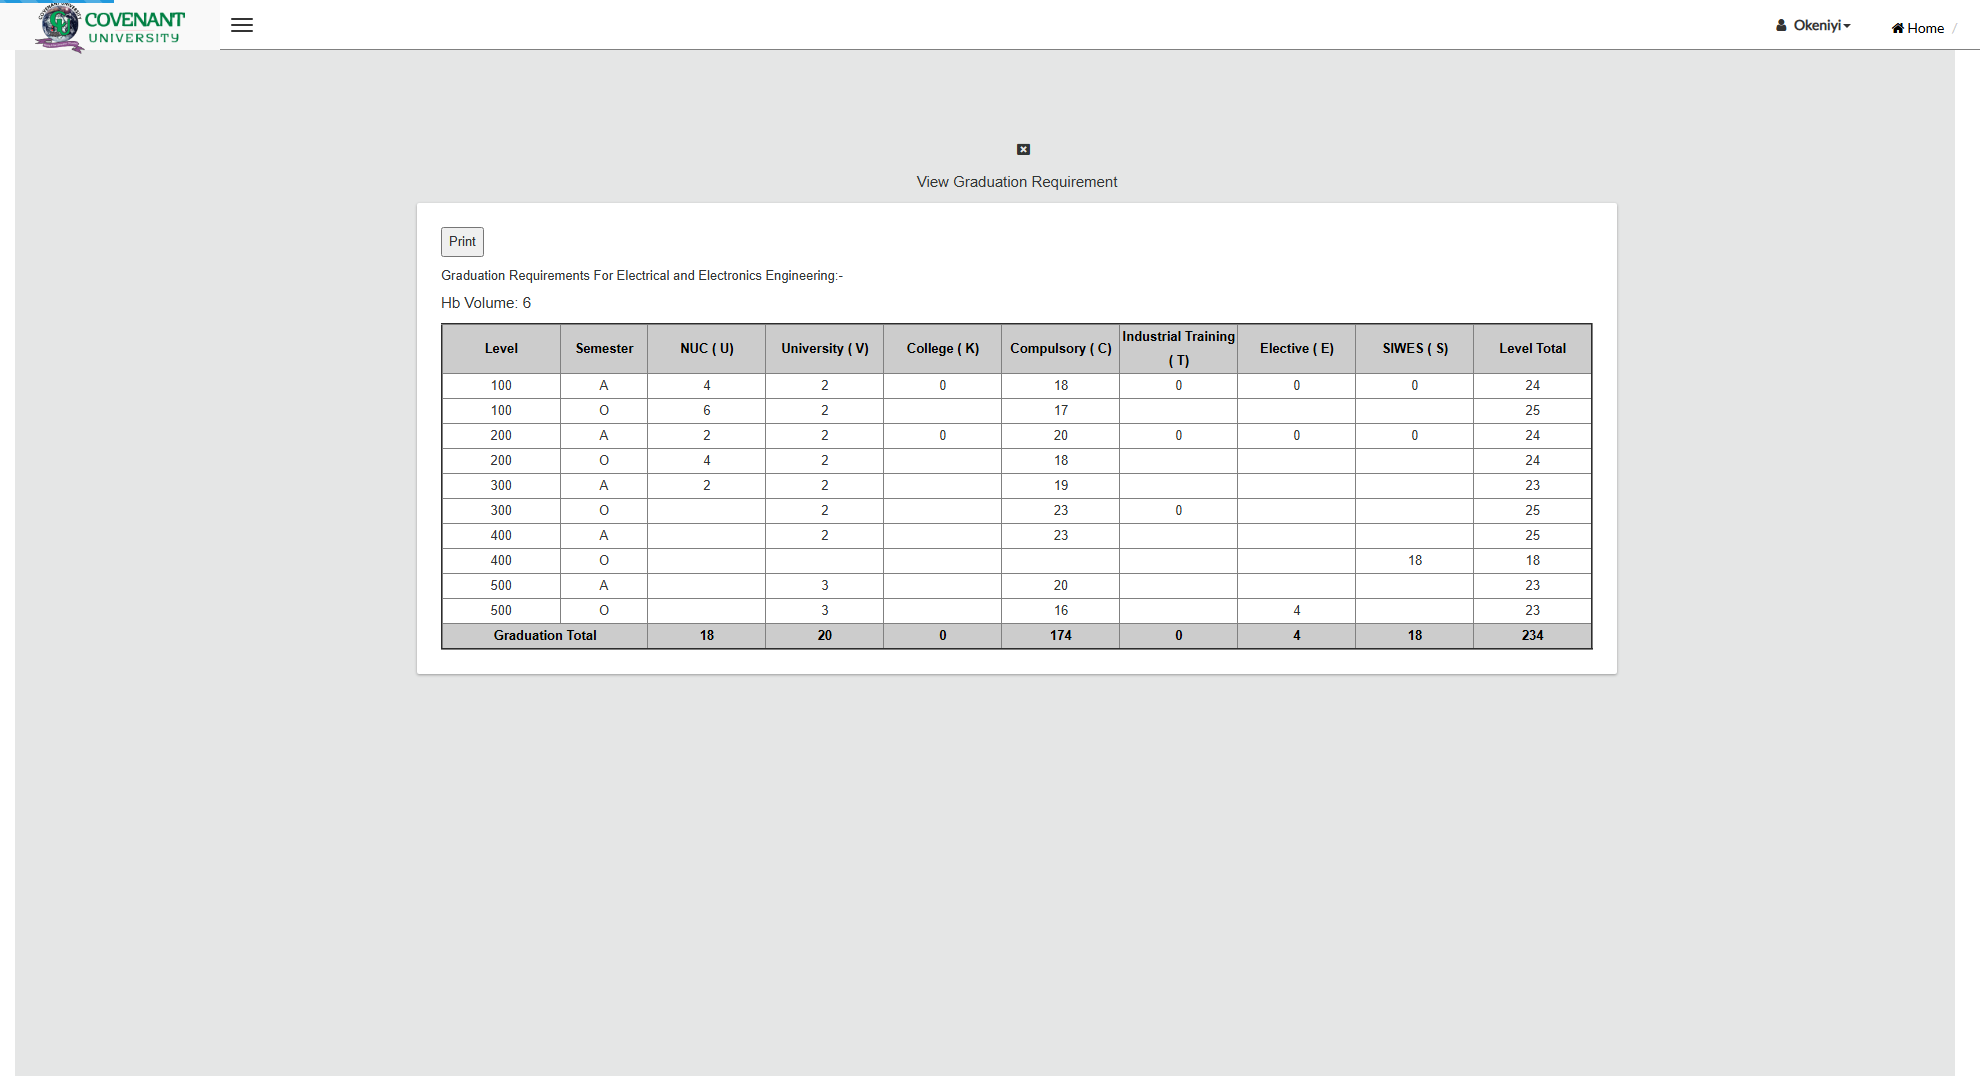 COVENANT
UNIVERSITY
Okeniyi
Home /
View Graduation Requirement
Print
Graduation Requirements For Electrical and Electronics Engineering:-
Hb Volume: 6
Level Semester NUC ( U) University ( V) College ( K) Compulsory ( C) Industrial Training ( T) Elective ( E) SIWES ( S) Level Total
100 A 4 2 0 18 0 0 0 24
100 O 6 2 17 25
200 A 2 2 0 20 0 0 0 24
200 O 4 2 18 24
300 A 2 2 19 23
300 O 2 23 0 25
400 A 2 23 25
400 O 18 18
500 A 3 20 23
500 O 3 16 4 23
Graduation Total 18 20 0 174 0 4 18 234